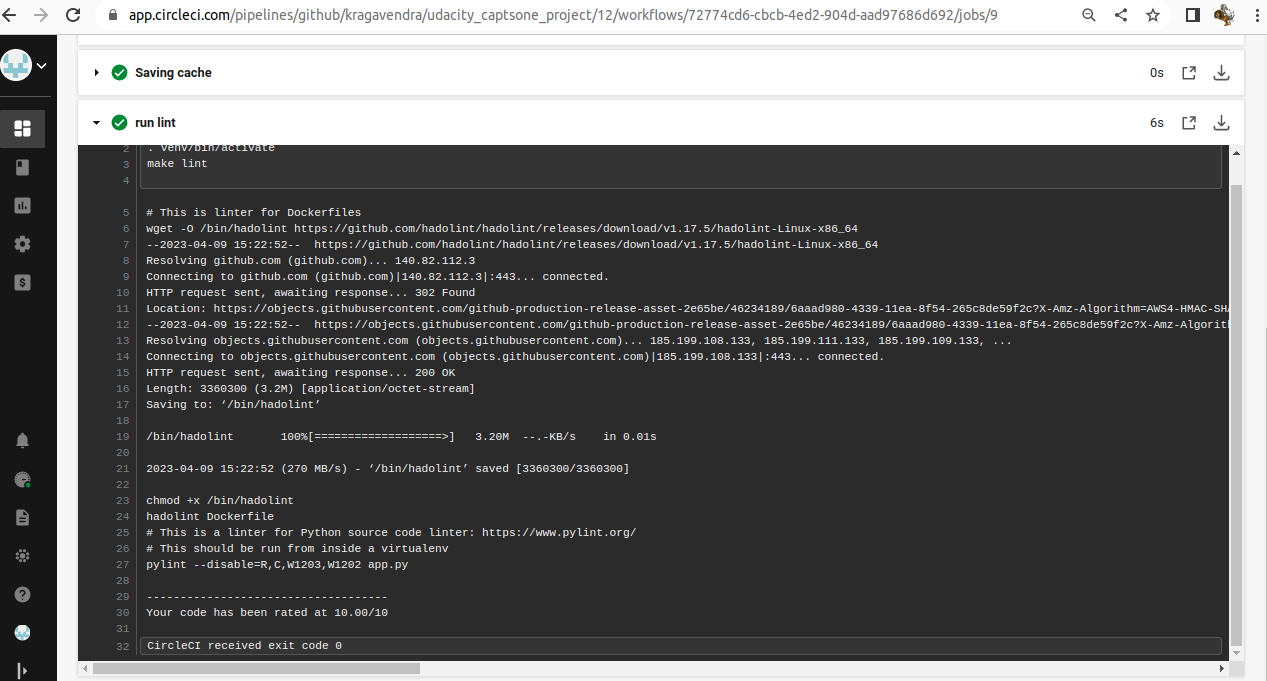 app.circleci.com/pipelines/github/kragavendra/udacity_captsone_project/12/workflows/72774cd6-cbcb-4ed2-904d-aad97686d692/jobs/9
Saving cache 0s
run lint 6s
2 . venv/bin/activate
3 make lint
4
5 # This is linter for Dockerfiles
6 wget -O /bin/hadolint https://github.com/hadolint/hadolint/releases/download/v1.17.5/hadolint-Linux-x86_64
7 --2023-04-09 15:22:52-- https://github.com/hadolint/hadolint/releases/download/v1.17.5/hadolint-Linux-x86_64
8 Resolving github.com (github.com)... 140.82.112.3
9 Connecting to github.com (github.com)|140.82.112.3|:443... connected.
10 HTTP request sent, awaiting response... 302 Found
11 Location: https://objects.githubusercontent.com/github-production-release-asset-2e65be/46234189/6aaad980-4339-11ea-8f54-265c8de59f2c?X-Amz-Algorithm=AWS4-HMAC-SHA
12 --2023-04-09 15:22:52-- https://objects.githubusercontent.com/github-production-release-asset-2e65be/46234189/6aaad980-4339-11ea-8f54-265c8de59f2c?X-Amz-Algorit
13 Resolving objects.githubusercontent.com (objects.githubusercontent.com)... 185.199.108.133, 185.199.111.133, 185.199.109.133, ...
14 Connecting to objects.githubusercontent.com (objects.githubusercontent.com)|185.199.108.133|:443... connected.
15 HTTP request sent, awaiting response... 200 OK
16 Length: 3360300 (3.2M) [application/octet-stream]
17 Saving to: ‘/bin/hadolint’
18
19 /bin/hadolint 100%[===================>] 3.20M --.-KB/s in 0.01s
20
21 2023-04-09 15:22:52 (270 MB/s) - ‘/bin/hadolint’ saved [3360300/3360300]
22
23 chmod +x /bin/hadolint
24 hadolint Dockerfile
25 # This is a linter for Python source code linter: https://www.pylint.org/
26 # This should be run from inside a virtualenv
27 pylint --disable=R,C,W1203,W1202 app.py
28
29 ------------------------------------
30 Your code has been rated at 10.00/10
31
32 CircleCI received exit code 0